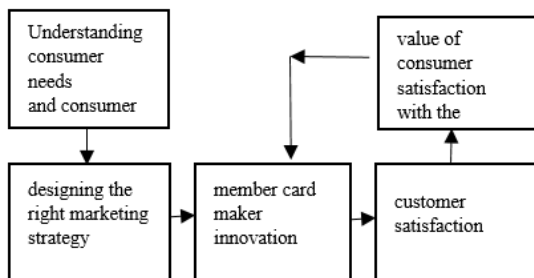 Understanding
consumer
needs
and consumer
value of
consumer
satisfaction
with the
designing the
right marketing
strategy
member card
maker
innovation
customer
satisfaction